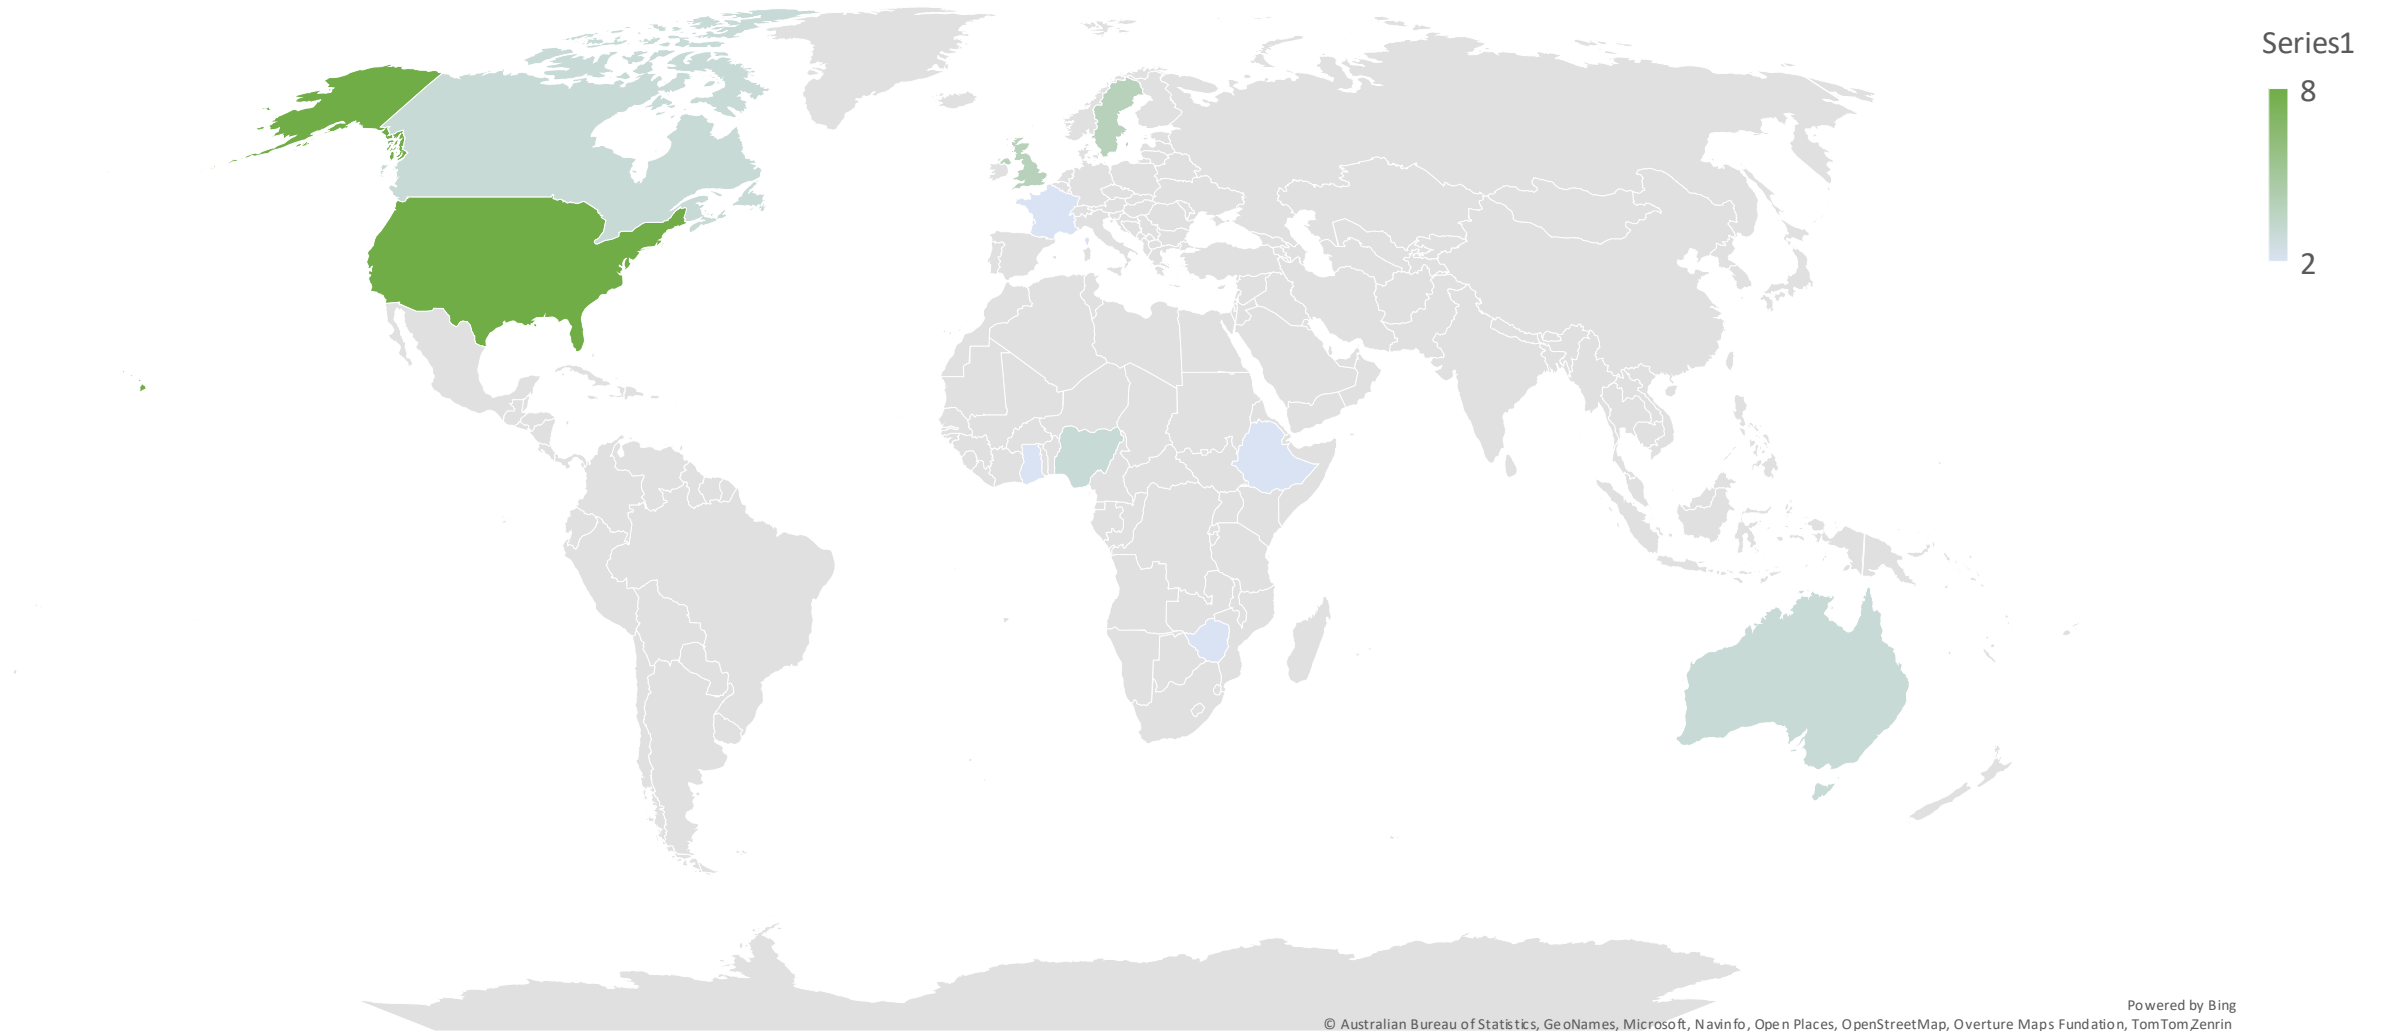 Series1
8
2
Powered by Bing
© Australian Bureau of Statistics, GeoNames, Microsoft, Navinfo, Open Places, OpenStreetMap, Overture Maps Fundation, TomTom,Zenrin